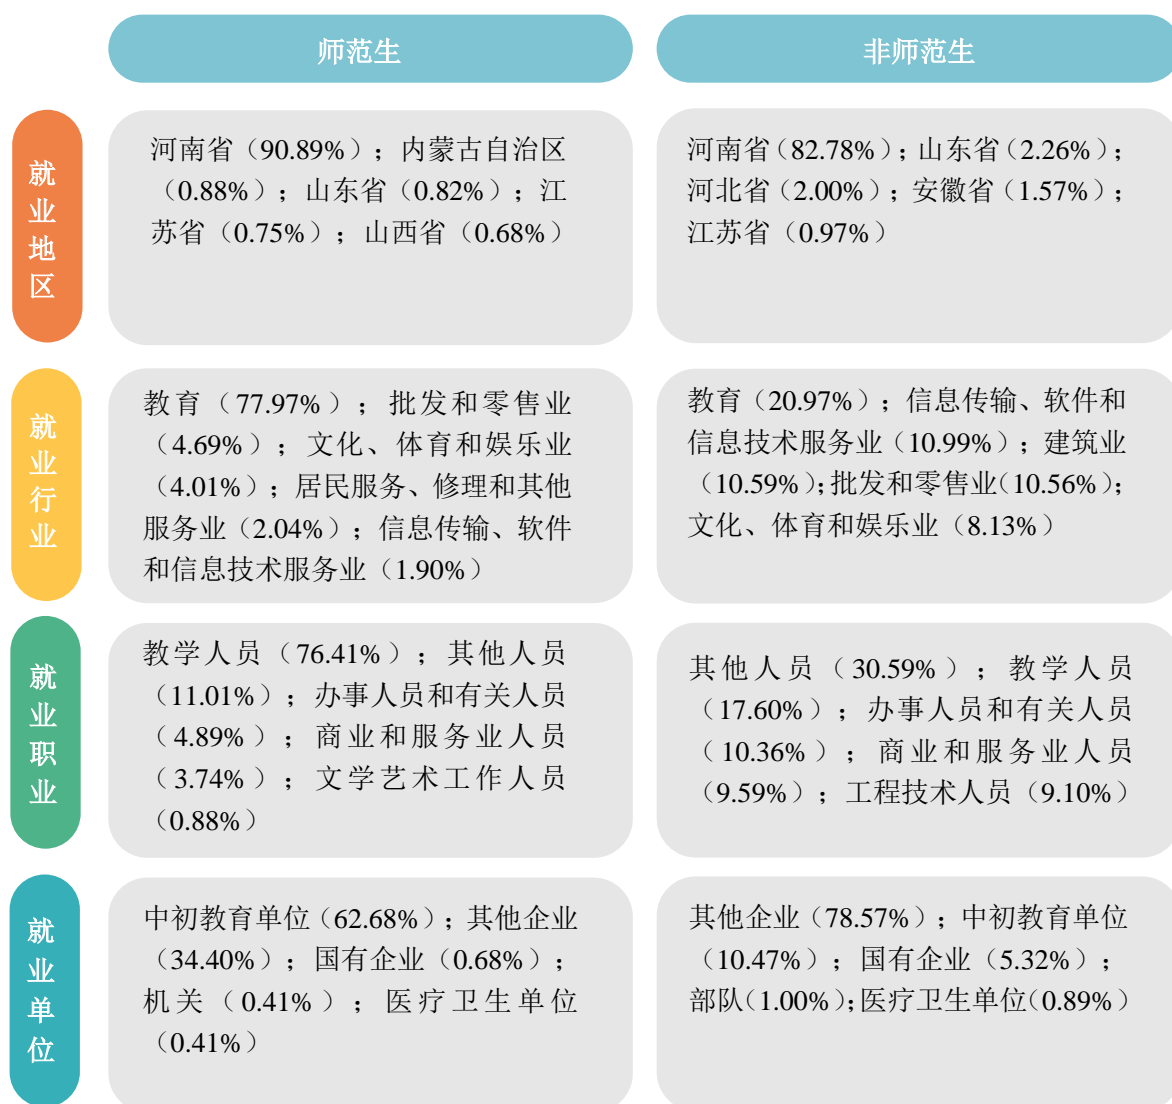 师范生
非师范生
就业地区
河南省（90.89%）；内蒙古自治区
（0.88%）；山东省（0.82%）；江
苏省（0.75%）；山西省（0.68%）
河南省（82.78%）；山东省（2.26%）；
河北省（2.00%）；安徽省（1.57%）；
江苏省（0.97%）
就业行业
教育（77.97%）；批发和零售业
（4.69%）；文化、体育和娱乐业
（4.01%）；居民服务、修理和其他
服务业（2.04%）；信息传输、软件
和信息技术服务业（1.90%）
教育（20.97%）；信息传输、软件和
信息技术服务业（10.99%）；建筑业
（10.59%）；批发和零售业（10.56%）；
文化、体育和娱乐业（8.13%）
就业职业
教学人员（76.41%）；其他人员
（11.01%）；办事人员和有关人员
（4.89%）；商业和服务业人员
（3.74%）；文学艺术工作人员
（0.88%）
其他人员（30.59%）；教学人员
（17.60%）；办事人员和有关人员
（10.36%）；商业和服务业人员
（9.59%）；工程技术人员（9.10%）
就业单位
中初教育单位（62.68%）；其他企业
（34.40%）；国有企业（0.68%）；
机关（0.41%）；医疗卫生单位
（0.41%）
其他企业（78.57%）；中初教育单位
（10.47%）；国有企业（5.32%）；
部队（1.00%）；医疗卫生单位（0.89%）